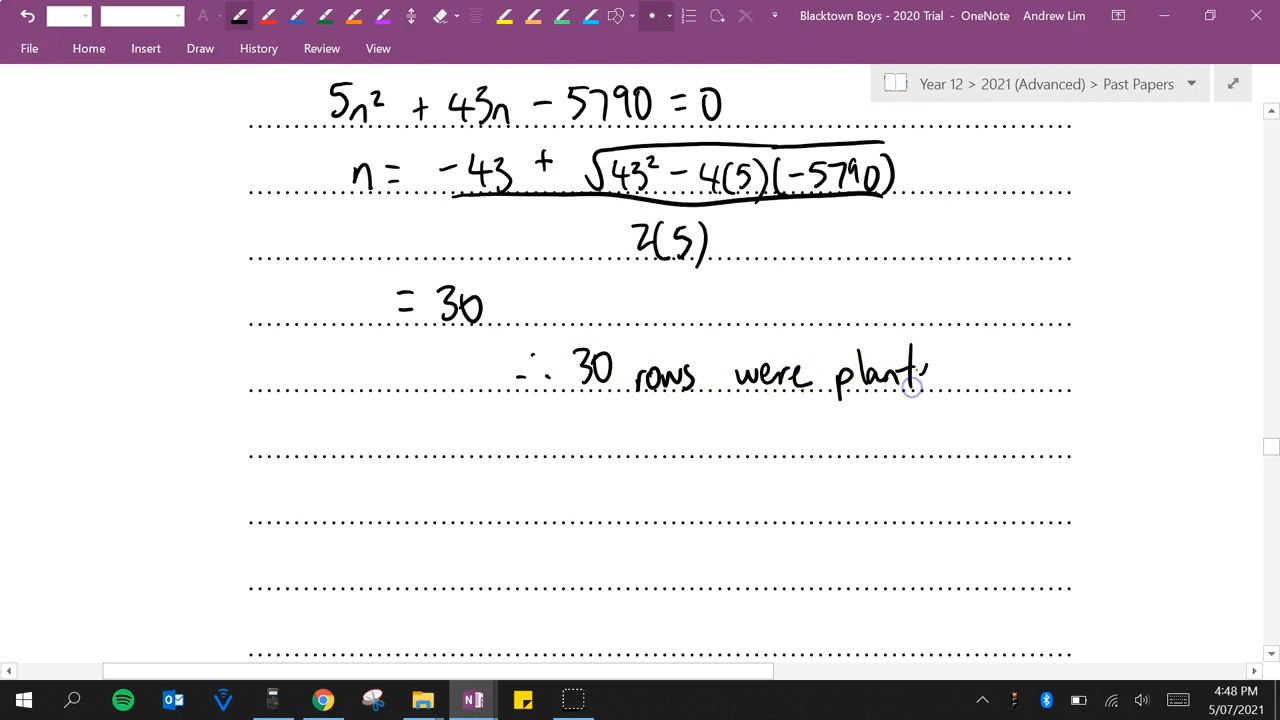 Blacktown Boys - 2020 Trial - OneNote
Andrew Lim
File Home Insert Draw History Review View
Year 12 > 2021 (Advanced) > Past Papers
5n² + 43n - 5790 = 0
n = -43 + √43² - 4(5)(-5790)
2(5)
= 30
∴ 30 rows were plant
4:48 PM
5/07/2021